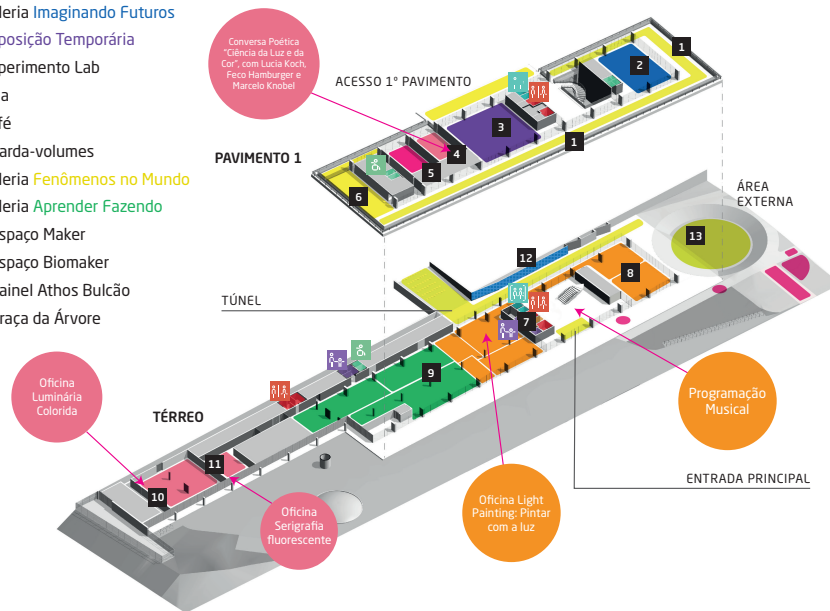 leria Imaginando Futuros
posição Temporária
perimento Lab
a
fé
arda-volumes
leria Fenômenos no Mundo
leria Aprender Fazendo
spaço Maker
spaço Biomaker
ainel Athos Bulcão
raça da Árvore
Conversa Poética
"Ciência da Luz e da
Cor", com Lucia Koch,
Feco Hamburger e
Marcelo Knobel
ACESSO 1º PAVIMENTO
PAVIMENTO 1
1
2
3
1
4
5
6
ÁREA
EXTERNA
13
12
8
TÚNEL
7
9
Oficina
Luminária
Colorida
TÉRREO
Programação
Musical
11
10
ENTRADA PRINCIPAL
Oficina Light
Painting: Pintar
com a luz
Oficina
Serigrafia
fluorescente